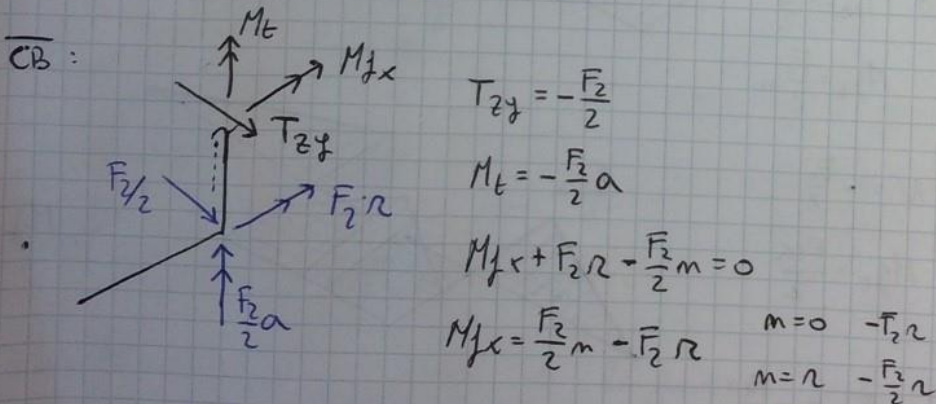 CB :
Mt
Mfx
Tzy
F2/2
F2·r
F2/2 a
Tzy = - F2/2
Mt = - F2/2 a
Mfx + F2 r - F2/2 m = 0
Mfx = F2/2 m - F2 r
m=0 -F2 r
m=r -F2/2 r